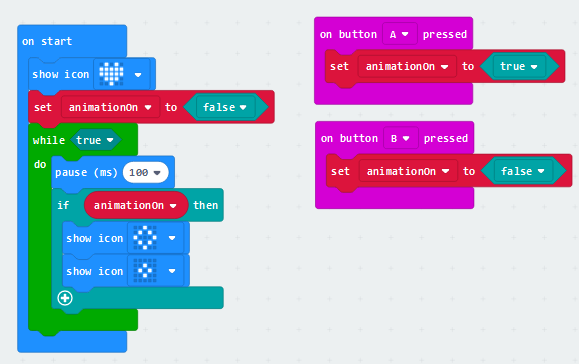 on start
show icon
set animationOn to false
while true
do
pause (ms) 100
if animationOn then
show icon
show icon
on button A pressed
set animationOn to true
on button B pressed
set animationOn to false